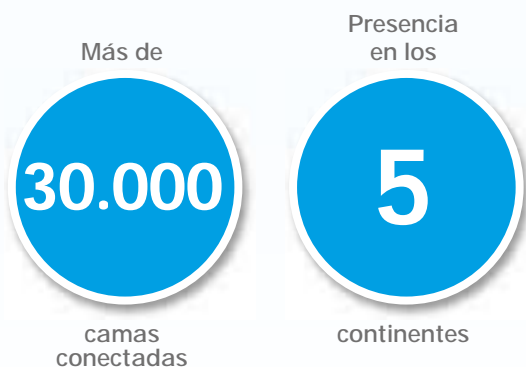 Más de
30.000
camas
conectadas
Presencia
en los
5
continentes